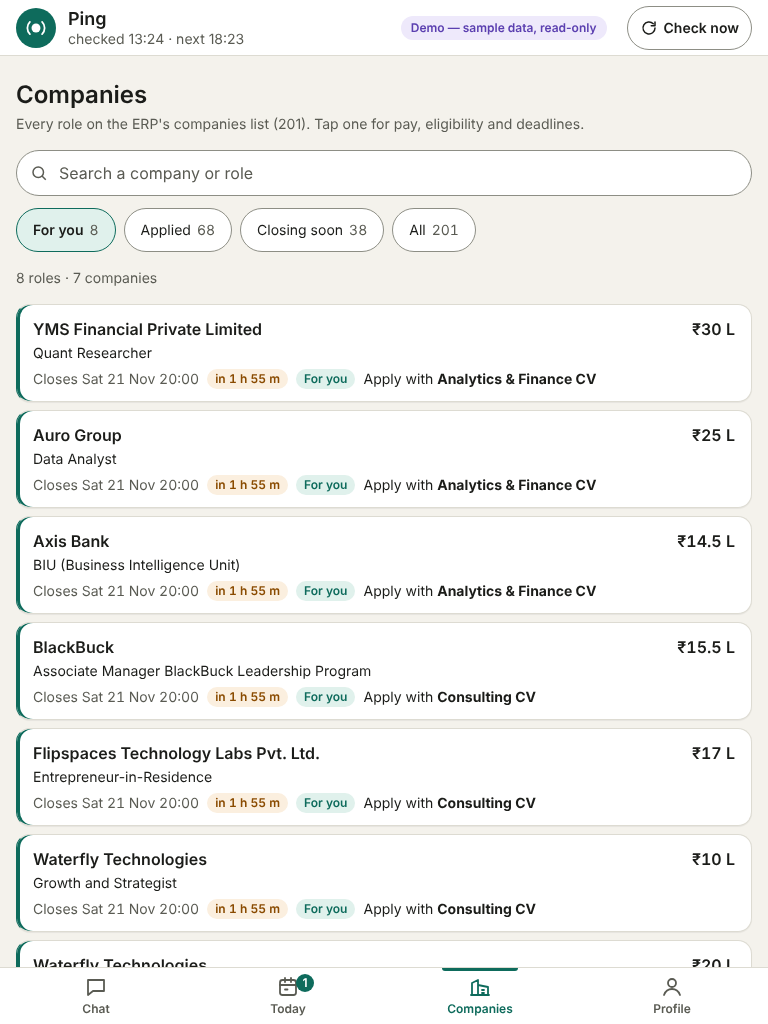 Ping
checked 13:24 · next 18:23
Demo — sample data, read-only
Check now
Companies
Every role on the ERP's companies list (201). Tap one for pay, eligibility and deadlines.
Search a company or role
For you 8
Applied 68
Closing soon 38
All 201
8 roles · 7 companies
YMS Financial Private Limited ₹30 L
Quant Researcher
Closes Sat 21 Nov 20:00 in 1 h 55 m For you Apply with Analytics & Finance CV
Auro Group ₹25 L
Data Analyst
Closes Sat 21 Nov 20:00 in 1 h 55 m For you Apply with Analytics & Finance CV
Axis Bank ₹14.5 L
BIU (Business Intelligence Unit)
Closes Sat 21 Nov 20:00 in 1 h 55 m For you Apply with Analytics & Finance CV
BlackBuck ₹15.5 L
Associate Manager BlackBuck Leadership Program
Closes Sat 21 Nov 20:00 in 1 h 55 m For you Apply with Consulting CV
Flipspaces Technology Labs Pvt. Ltd. ₹17 L
Entrepreneur-in-Residence
Closes Sat 21 Nov 20:00 in 1 h 55 m For you Apply with Consulting CV
Waterfly Technologies ₹10 L
Growth and Strategist
Closes Sat 21 Nov 20:00 in 1 h 55 m For you Apply with Consulting CV
Waterfly Technologies ₹20 L
Chat
Today 1
Companies
Profile